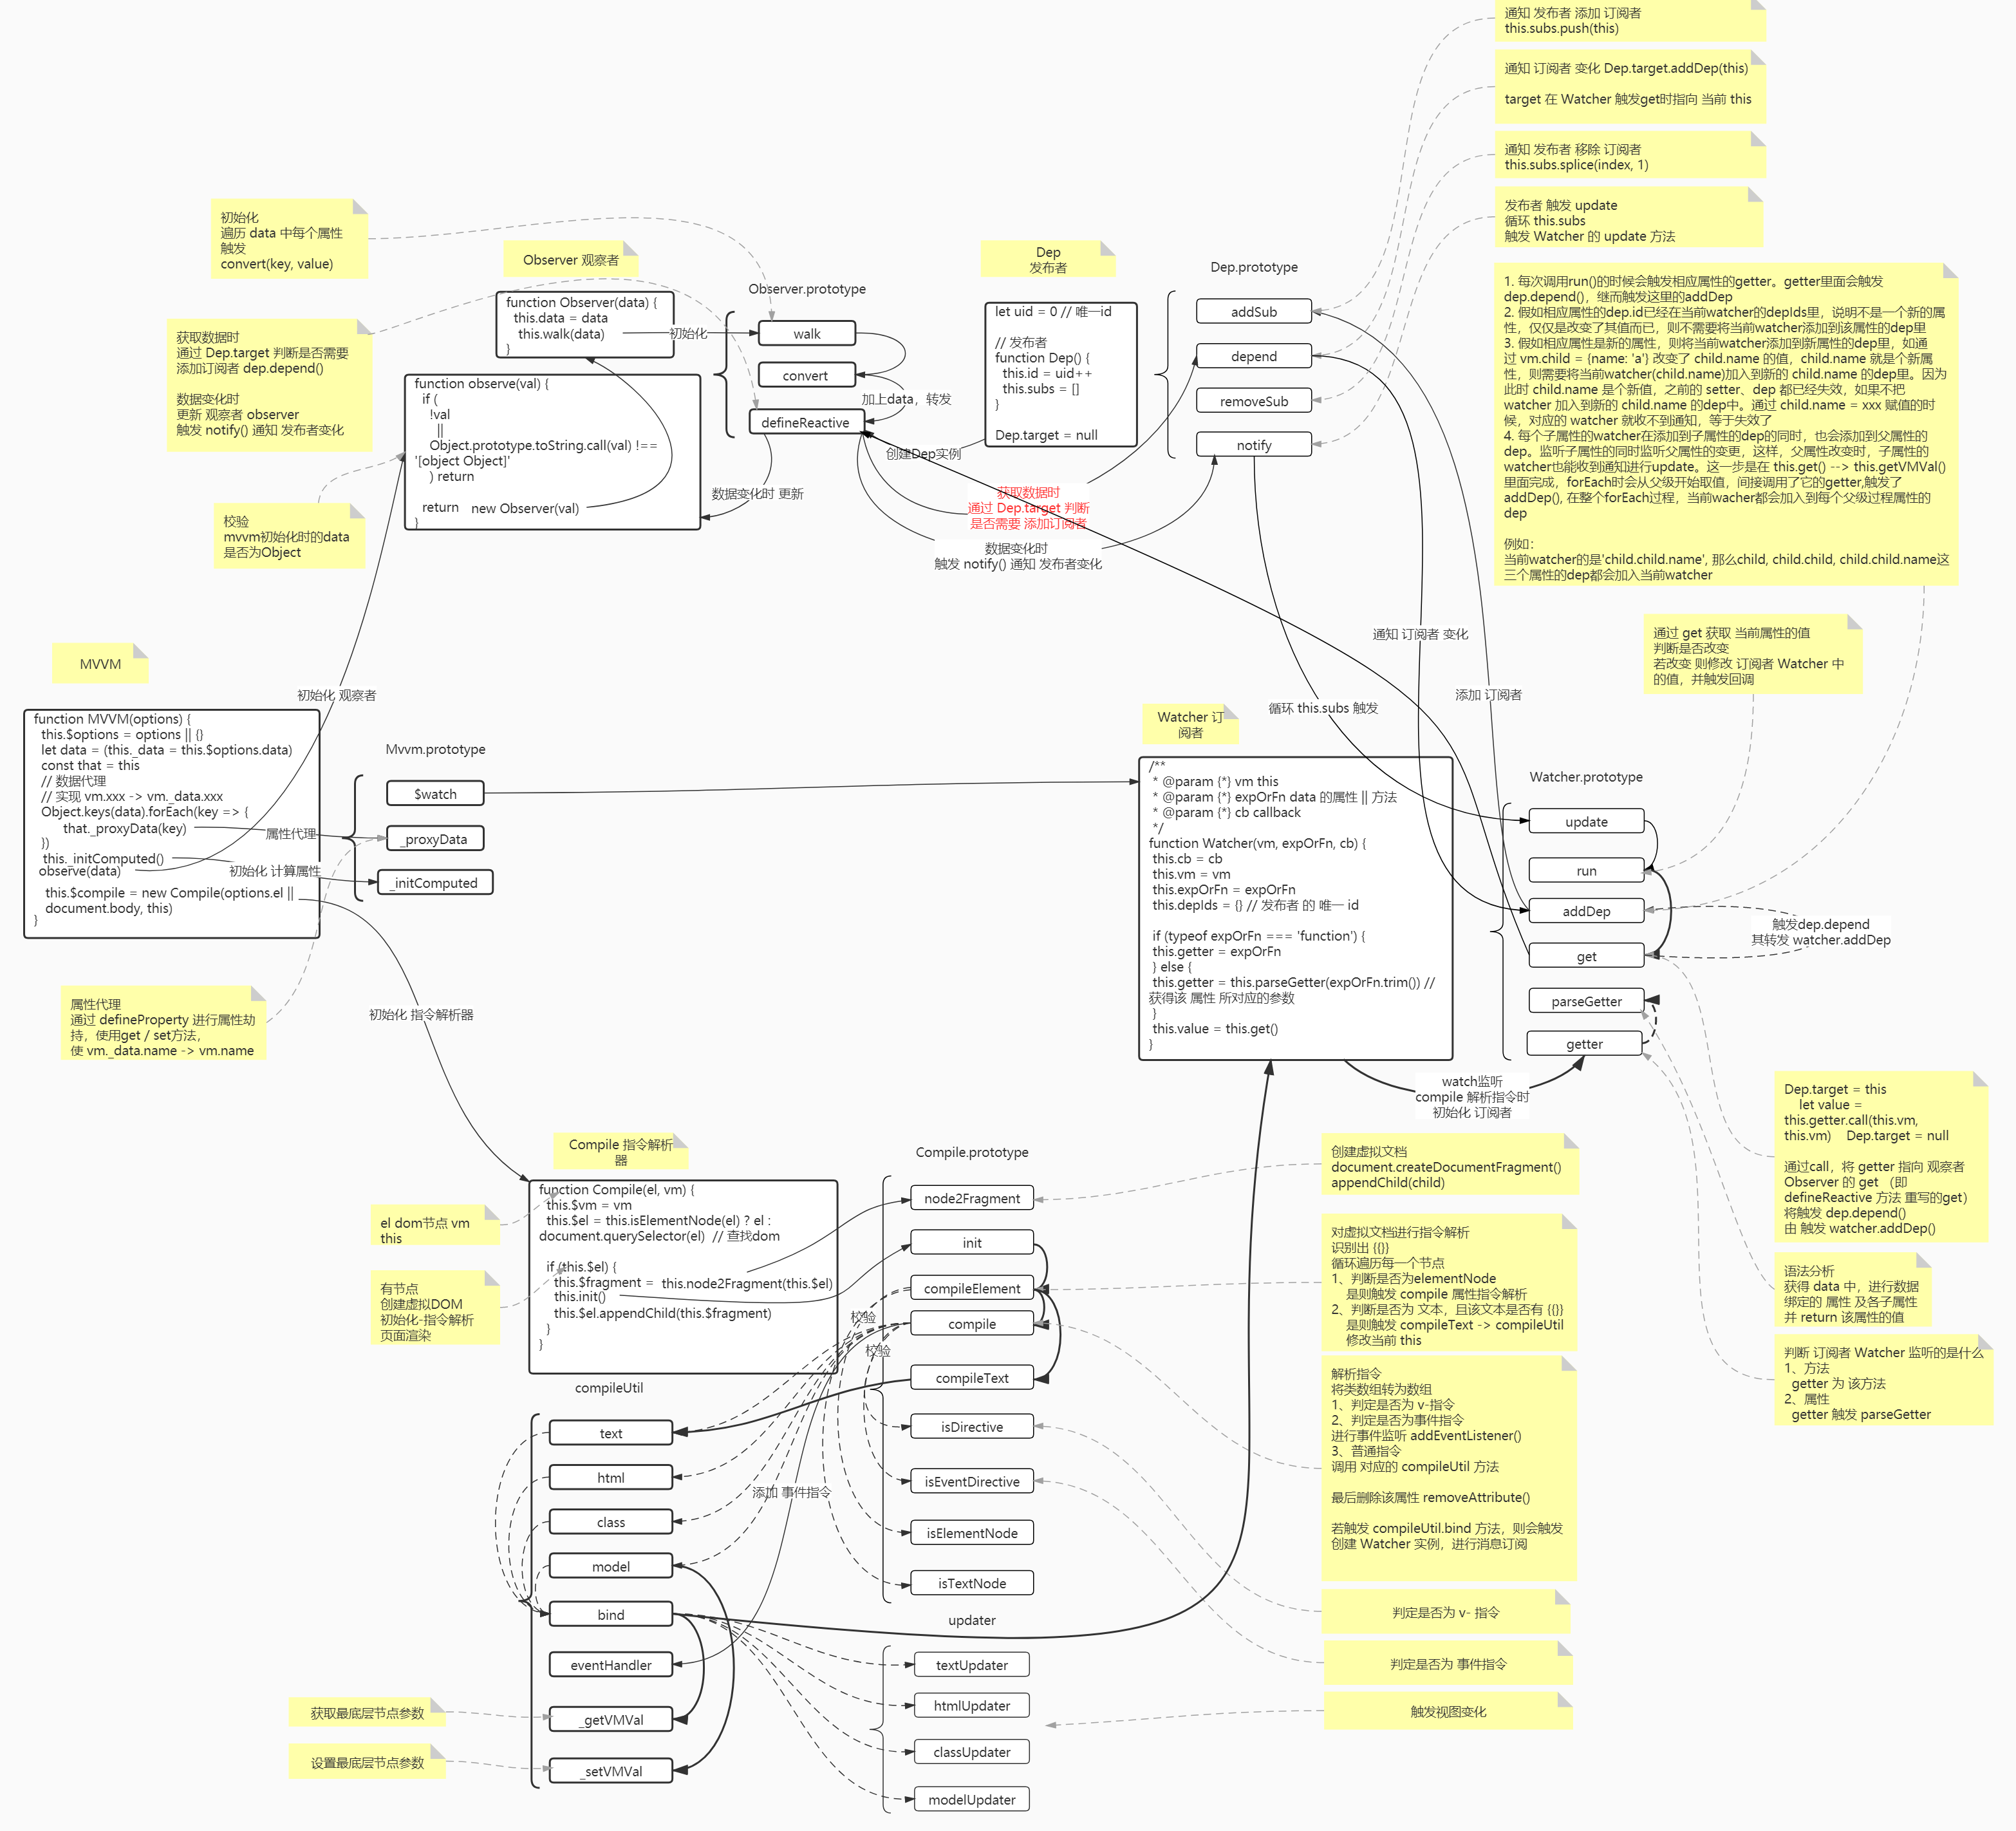 通知 发布者 添加 订阅者
this.subs.push(this)
通知 订阅者 变化 Dep.target.addDep(this)
target 在 Watcher 触发get时指向 当前 this
通知 发布者 移除 订阅者
this.subs.splice(index, 1)
发布者 触发 update
循环 this.subs
触发 Watcher 的 update 方法
初始化
遍历 data 中每个属性
触发
convert(key, value)
Observer 观察者
Dep
发布者
Observer.prototype
Dep.prototype
function Observer(data) {
this.data = data
this.walk(data)
}
初始化
walk
convert
加上data，转发
defineReactive
let uid = 0 // 唯一id
// 发布者
function Dep() {
this.id = uid++
this.subs = []
}
Dep.target = null
addSub
depend
removeSub
notify
1. 每次调用run()的时候会触发相应属性的getter。getter里面会触发
dep.depend()，继而触发这里的addDep
2. 假如相应属性的dep.id已经在当前watcher的depIds里，说明不是一个新的属
性，仅仅是改变了其值而已，则不需要将当前watcher添加到该属性的dep里
3. 假如相应属性是新的属性，则将当前watcher添加到新属性的dep里，如通
过 vm.child = {name: 'a'} 改变了 child.name 的值，child.name 就是个新属
性，则需要将当前watcher(child.name)加入到新的 child.name 的dep里。因为
此时 child.name 是个新值，之前的 setter、dep 都已经失效，如果不把
watcher 加入到新的 child.name 的dep中。通过 child.name = xxx 赋值的时
候，对应的 watcher 就收不到通知，等于失效了
4. 每个子属性的watcher在添加到子属性的dep的同时，也会添加到父属性的
dep。监听子属性的同时监听父属性的变更，这样，父属性改变时，子属性的
watcher也能收到通知进行update。这一步是在 this.get() --> this.getVMVal()
里面完成，forEach时会从父级开始取值，间接调用了它的getter,触发了
addDep(), 在整个forEach过程，当前wacher都会加入到每个父级过程属性的
dep
例如：
当前watcher的是'child.child.name', 那么child, child.child, child.child.name这
三个属性的dep都会加入当前watcher
获取数据时
通过 Dep.target 判断是否需要
添加订阅者 dep.depend()
数据变化时
更新 观察者 observer
触发 notify() 通知 发布者变化
function observe(val) {
if (
!val
||
Object.prototype.toString.call(val) !==
'[object Object]'
) return
return
new Observer(val)
}
创建Dep实例
数据变化时 更新
获取数据时
通过 Dep.target 判断
是否需要 添加订阅者
数据变化时
触发 notify() 通知 发布者变化
校验
mvvm初始化时的data
是否为Object
通知 订阅者 变化
通过 get 获取 当前属性的值
判断是否改变
若改变 则修改 订阅者 Watcher 中
的值，并触发回调
MVVM
初始化 观察者
添加 订阅者
循环 this.subs 触发
function MVVM(options) {
this.$options = options || {}
let data = (this._data = this.$options.data)
const that = this
// 数据代理
// 实现 vm.xxx -> vm._data.xxx
Object.keys(data).forEach(key => {
that._proxyData(key)
})
this._initComputed()
observe(data)
this.$compile = new Compile(options.el ||
document.body, this)
}
属性代理
初始化 计算属性
Mvvm.prototype
$watch
_proxyData
_initComputed
Watcher 订
阅者
/**
* @param {*} vm this
* @param {*} expOrFn data 的属性 || 方法
* @param {*} cb callback
*/
function Watcher(vm, expOrFn, cb) {
this.cb = cb
this.vm = vm
this.expOrFn = expOrFn
this.depIds = {} // 发布者 的 唯一 id
if (typeof expOrFn === 'function') {
this.getter = expOrFn
} else {
this.getter = this.parseGetter(expOrFn.trim()) //
获得该 属性 所对应的参数
}
this.value = this.get()
}
Watcher.prototype
update
run
addDep
get
parseGetter
getter
触发dep.depend
其转发 watcher.addDep
属性代理
通过 defineProperty 进行属性劫
持，使用get / set方法，
使 vm._data.name -> vm.name
初始化 指令解析器
watch监听
compile 解析指令时
初始化 订阅者
Dep.target = this
let value =
this.getter.call(this.vm,
this.vm) Dep.target = null
通过call，将 getter 指向 观察者
Observer 的 get （即
defineReactive 方法 重写的get）
将触发 dep.depend()
由 触发 watcher.addDep()
语法分析
获得 data 中，进行数据
绑定的 属性 及各子属性
并 return 该属性的值
判断 订阅者 Watcher 监听的是什么
1、方法
getter 为 该方法
2、属性
getter 触发 parseGetter
Compile 指令解析
器
Compile.prototype
el dom节点 vm
this
有节点
创建虚拟DOM
初始化-指令解析
页面渲染
function Compile(el, vm) {
this.$vm = vm
this.$el = this.isElementNode(el) ? el :
document.querySelector(el) // 查找dom
if (this.$el) {
this.$fragment =
this.node2Fragment(this.$el)
this.init()
this.$el.appendChild(this.$fragment)
}
}
node2Fragment
init
compileElement
compile
compileText
isDirective
isEventDirective
isElementNode
isTextNode
校验
校验
创建虚拟文档
document.createDocumentFragment()
appendChild(child)
对虚拟文档进行指令解析
识别出 {{}}
循环遍历每一个节点
1、判断是否为elementNode
是则触发 compile 属性指令解析
2、判断是否为 文本，且该文本是否有 {{}}
是则触发 compileText -> compileUtil
修改当前 this
解析指令
将类数组转为数组
1、判定是否为 v-指令
2、判定是否为事件指令
进行事件监听 addEventListener()
3、普通指令
调用 对应的 compileUtil 方法
最后删除该属性 removeAttribute()
若触发 compileUtil.bind 方法，则会触发
创建 Watcher 实例，进行消息订阅
判定是否为 v- 指令
判定是否为 事件指令
触发视图变化
compileUtil
text
html
class
model
bind
eventHandler
_getVMVal
_setVMVal
添加 事件指令
获取最底层节点参数
设置最底层节点参数
updater
textUpdater
htmlUpdater
classUpdater
modelUpdater